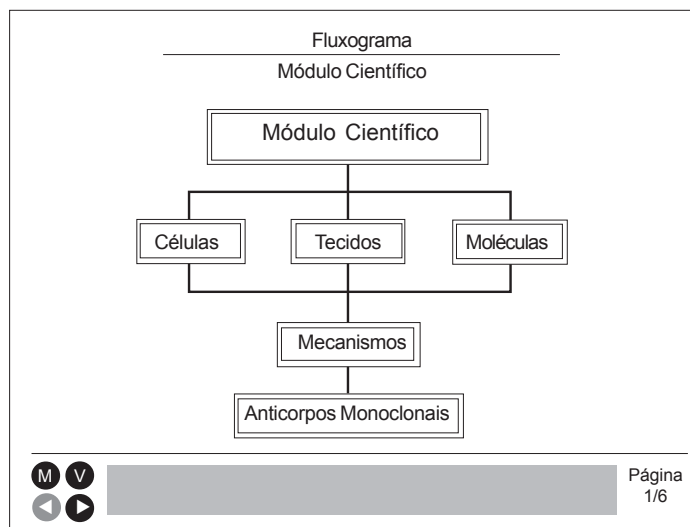 Fluxograma
Módulo Científico
Módulo Científico
Células Tecidos Moléculas
Mecanismos
Anticorpos Monoclonais
M V
Página
1/6